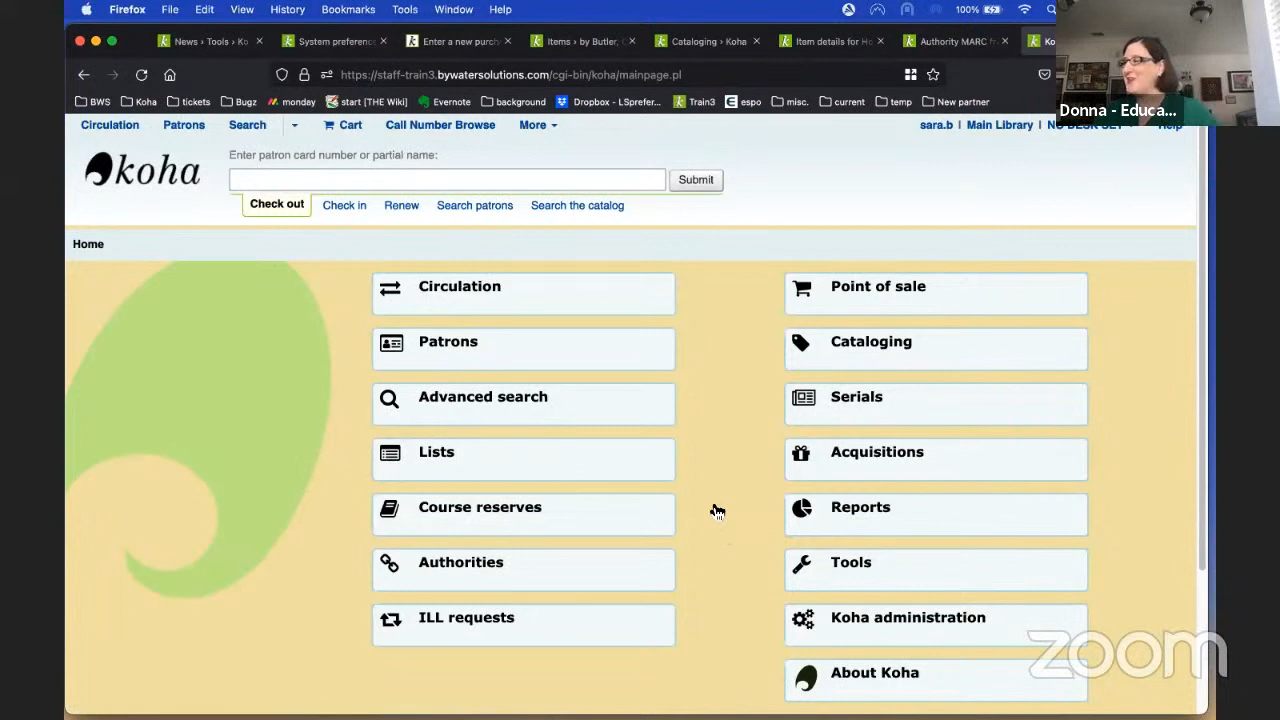 Firefox File Edit View History Bookmarks Tools Window Help 100%
News › Tools › Ko System preference Enter a new purch Items › by Butler, C Cataloging › Koha Item details for Ho Authority MARC fr Ko
https://staff-train3.bywatersolutions.com/cgi-bin/koha/mainpage.pl
BWS Koha tickets Bugz monday start [THE Wiki] Evernote background Dropbox - LSprefer... Train3 espo misc. current temp New partner
Donna - Educa...
Circulation Patrons Search Cart Call Number Browse More sara.b | Main Library | NO DESK SET Help
koha
Enter patron card number or partial name:
Submit
Check out Check in Renew Search patrons Search the catalog
Home
Circulation
Patrons
Advanced search
Lists
Course reserves
Authorities
ILL requests
Point of sale
Cataloging
Serials
Acquisitions
Reports
Tools
Koha administration
About Koha
zoom